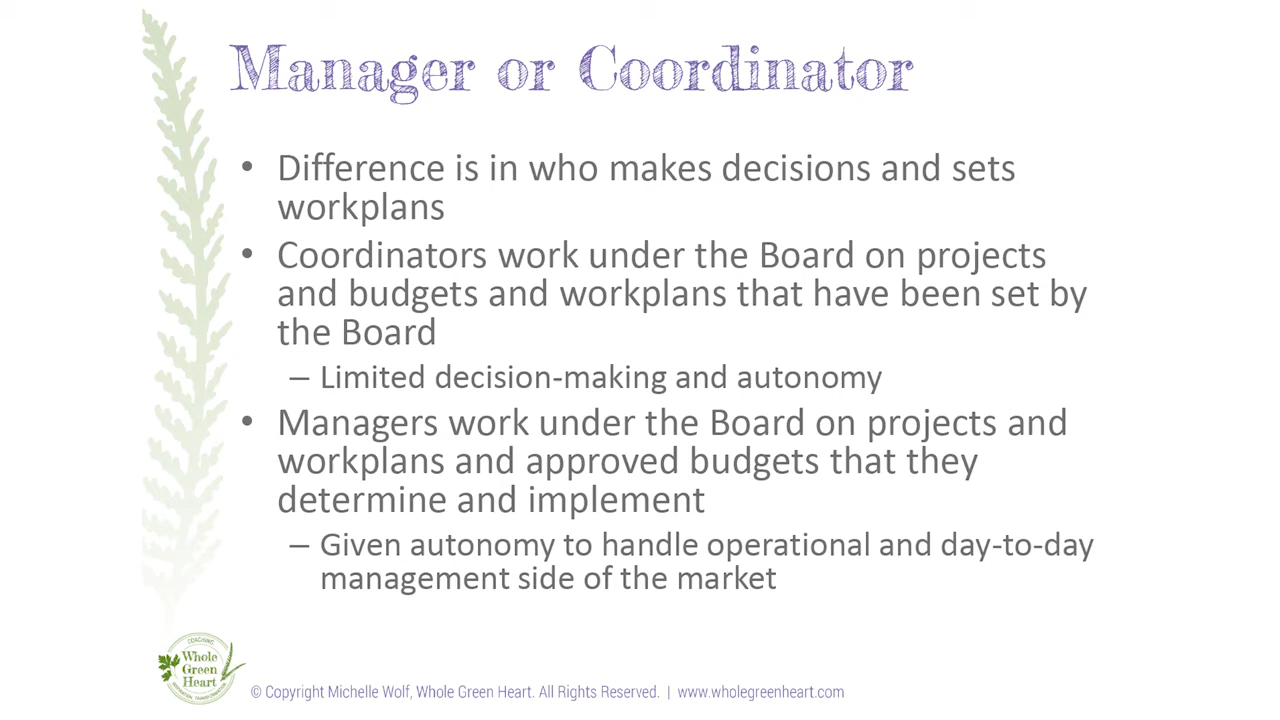 Manager or Coordinator
• Difference is in who makes decisions and sets
workplans
• Coordinators work under the Board on projects
and budgets and workplans that have been set by
the Board
– Limited decision-making and autonomy
• Managers work under the Board on projects and
workplans and approved budgets that they
determine and implement
– Given autonomy to handle operational and day-to-day
management side of the market
COACHING
Whole
Green
Heart
© Copyright Michelle Wolf, Whole Green Heart. All Rights Reserved. | www.wholegreenheart.com